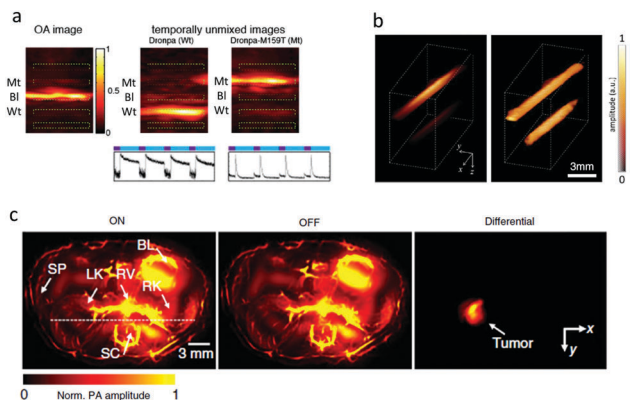 a
OA image
temporally unmixed images
Dronpa (Wt)
Dronpa-M159T (Mt)
1
0.5
0
Mt
Bl
Wt
Mt
Bl
Wt
b
y
x
z
3mm
1
amplitude (a.u.)
0
c
ON
OFF
Differential
SP
LK
RV
BL
RK
SC
3 mm
Tumor
x
y
0
Norm. PA amplitude
1